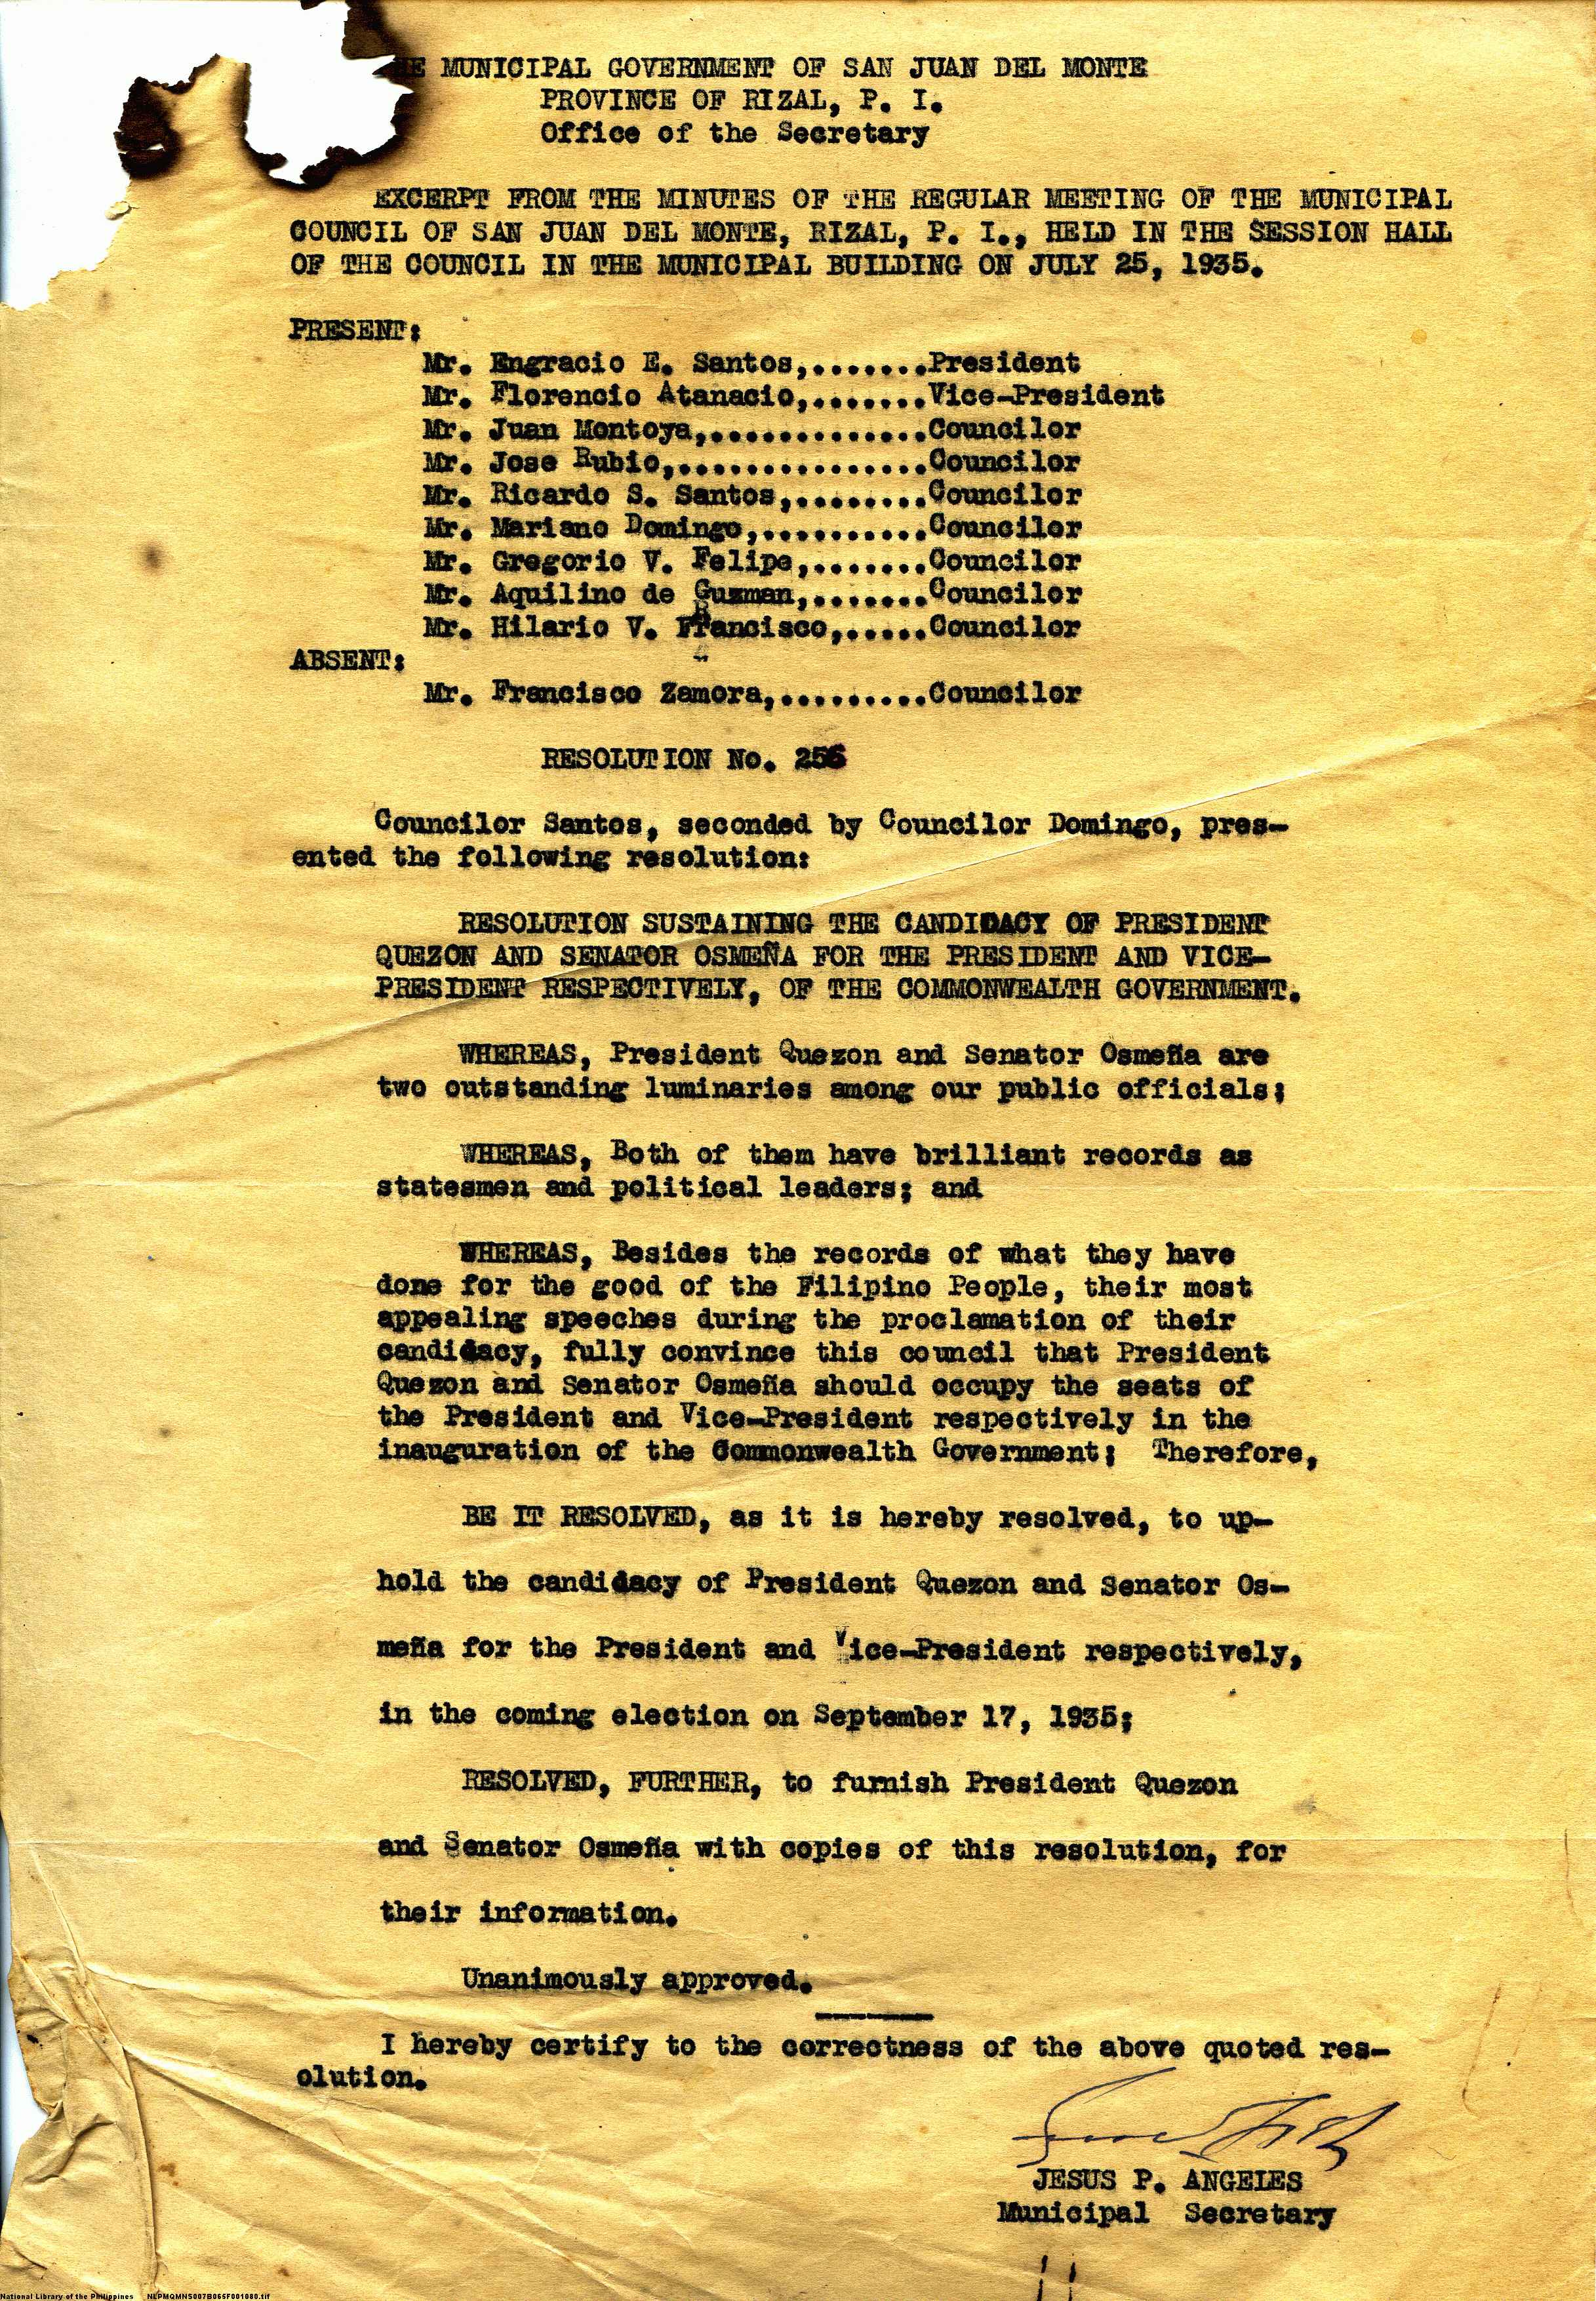 HE MUNICIPAL GOVERNMENT OF SAN JUAN DEL MONTE
PROVINCE OF RIZAL, P. I.
Office of the Secretary
EXCERPT FROM THE MINUTES OF THE REGULAR MEETING OF THE MUNICIPAL
COUNCIL OF SAN JUAN DEL MONTE, RIZAL, P. I., HELD IN THE SESSION HALL
OF THE COUNCIL IN THE MUNICIPAL BUILDING ON JULY 25, 1935.
PRESENT:
Mr. Engracio E. Santos,.......President
Mr. Florencio Atanacio,.......Vice-President
Mr. Juan Montoya,.............Councilor
Mr. Jose Rubio,...............Councilor
Mr. Ricardo S. Santos,........Councilor
Mr. Mariano Domingo,..........Councilor
Mr. Gregorio V. Felipe,.......Councilor
Mr. Aquilino de Guzman,.......Councilor
Mr. Hilario V. Francisco,.....Councilor
ABSENT:
Mr. Francisco Zamora,.........Councilor
RESOLUTION No.
Councilor Santos, seconded by Councilor Domingo, pres-
ented the following resolution:
RESOLUTION SUSTAINING THE CANDIDACY OF PRESIDENT
QUEZON AND SENATOR OSMEÑA FOR THE PRESIDENT AND VICE-
PRESIDENT RESPECTIVELY, OF THE COMMONWEALTH GOVERNMENT.
WHEREAS, President Quezon and Senator Osmeña are
two outstanding luminaries among our public officials;
WHEREAS, Both of them have brilliant records as
statesmen and political leaders; and
WHEREAS, Besides the records of what they have
done for the good of the Filipino People, their most
appealing speeches during the proclamation of their
candidacy, fully convince this council that President
Quezon and Senator Osmeña should occupy the seats of
the President and Vice-President respectively in the
inauguration of the Commonwealth Government; Therefore,
BE IT RESOLVED, as it is hereby resolved, to up-
hold the candidacy of President Quezon and Senator Os-
meña for the President and Vice-President respectively,
in the coming election on September 17, 1935;
RESOLVED, FURTHER, to furnish President Quezon
and Senator Osmeña with copies of this resolution, for
their information.
Unanimously approved.
I hereby certify to the correctness of the above quoted res-
olution.
JESUS P. ANGELES
Municipal Secretary
National Library of the Philippines NLPMQMNS007B066F001080.tif